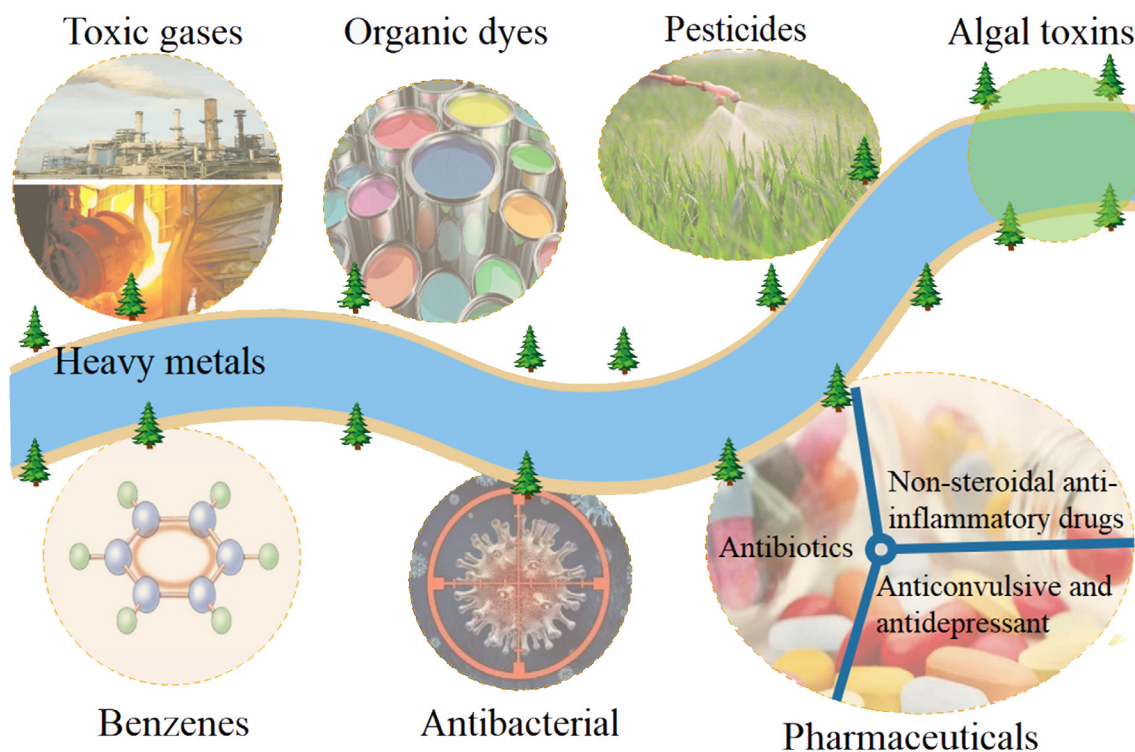 Toxic gases
Organic dyes
Pesticides
Algal toxins
Heavy metals
Non-steroidal anti-
inflammatory drugs
Antibiotics
Anticonvulsive and
antidepressant
Benzenes
Antibacterial
Pharmaceuticals